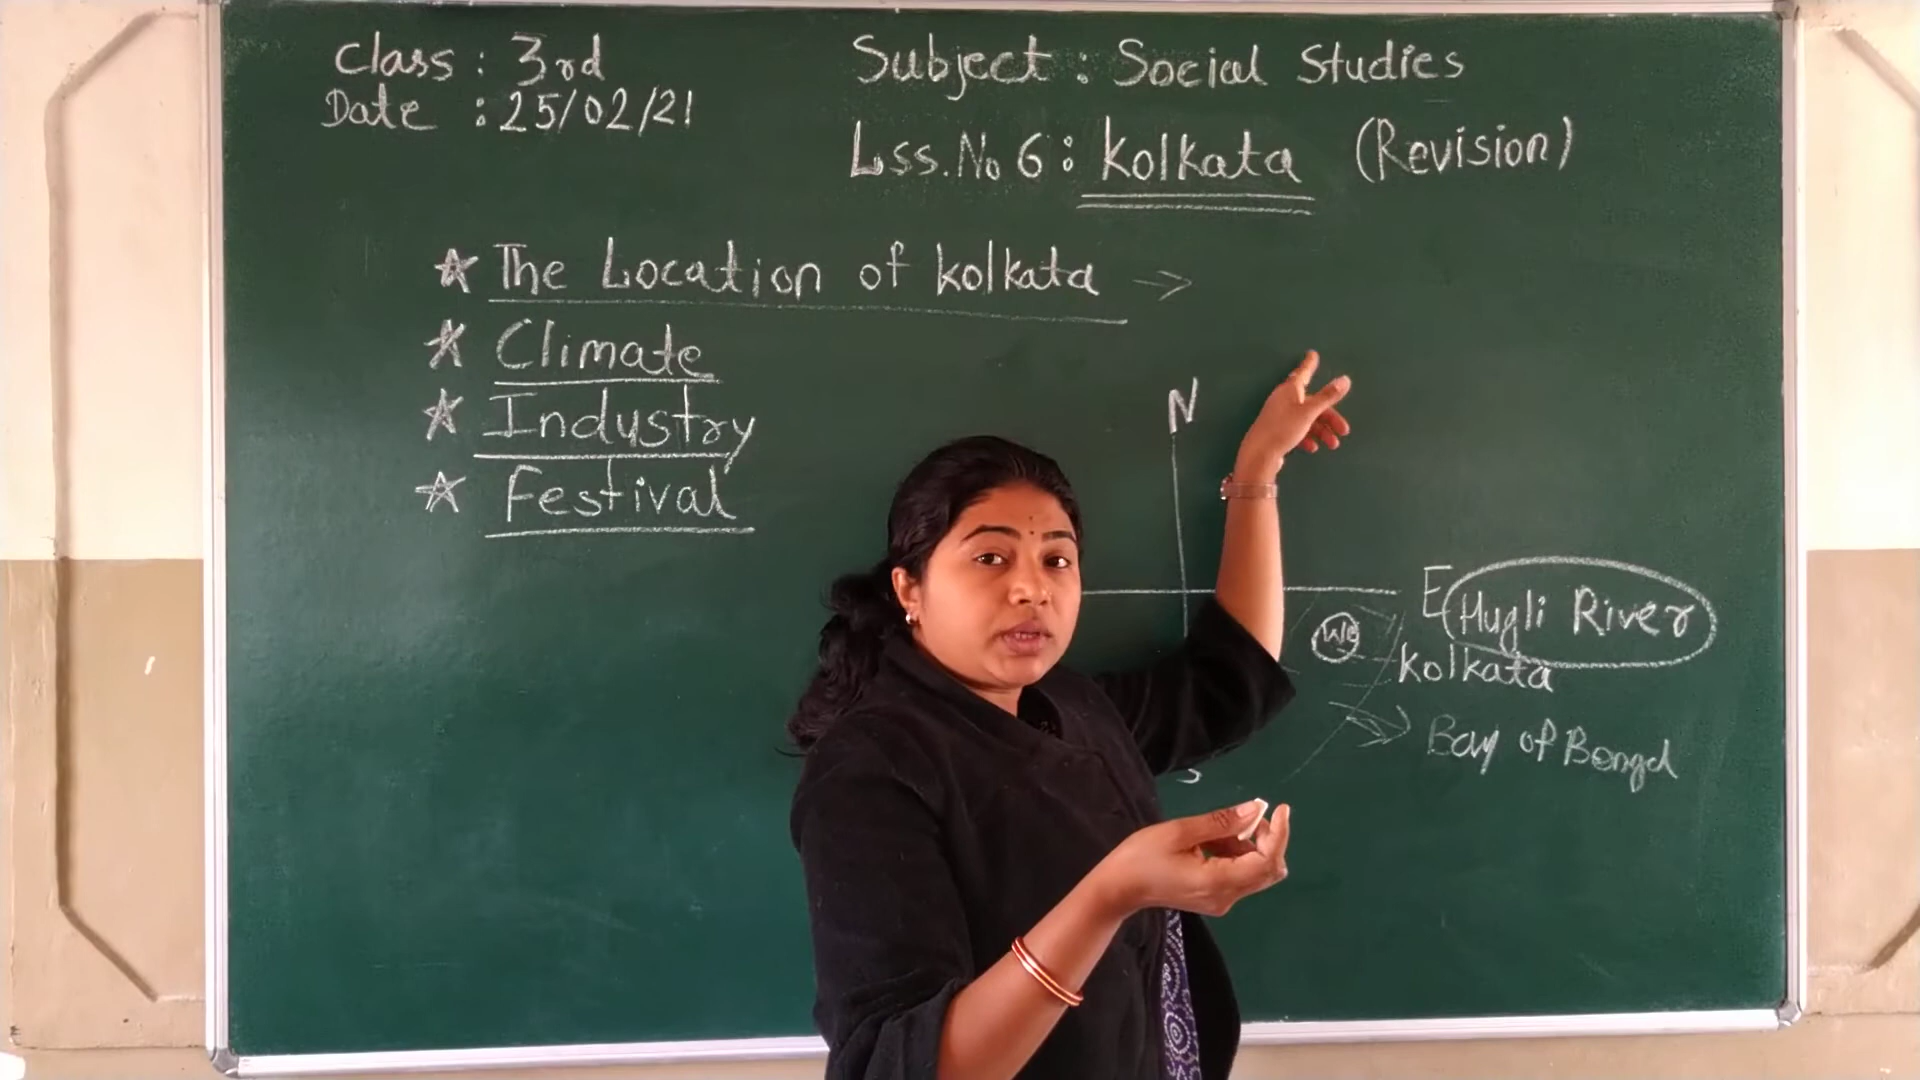 Class : 3rd
Date : 25/02/21
Subject : Social Studies
Lss.No 6 : Kolkata (Revision)
☆ The Location of Kolkata →
☆ Climate
☆ Industry
☆ Festival
N
E
Hugli River
Kolkata
→ Bay of Bengal